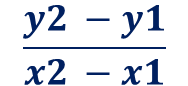 y2 – y1
x2 – x1